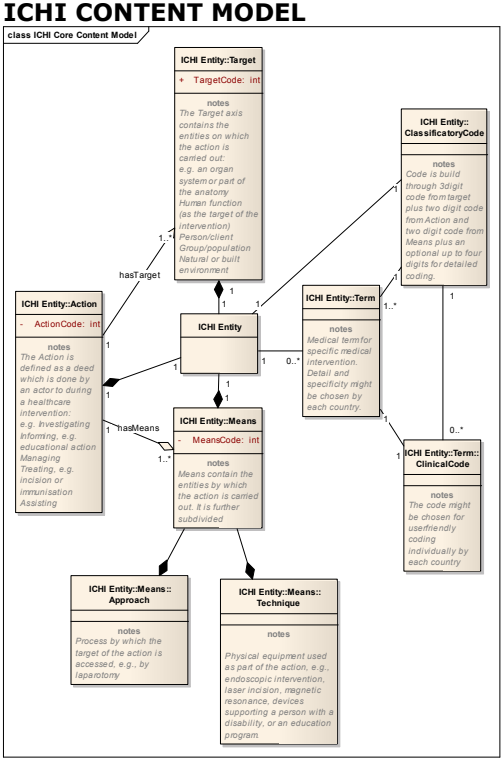 ICHI CONTENT MODEL
class ICHI Core Content Model
ICHI Entity::Target
+ TargetCode: int
notes
The Target axis
contains the
entities on which
the action is
carried out:
e.g. an organ
system or part of
the anatomy
Human function
(as the target of the
intervention)
Person/client
Group/population
Natural or built
environment
ICHI Entity::
ClassificatoryCode
notes
Code is build
through 3digit
code from target
plus two digit code
from Action and
two digit code from
Means plus an
optional up to four
digits for detailed
coding.
1
1..*
hasTarget
1
1
1
1
1..*
ICHI Entity::Action
- ActionCode: int
notes
The Action is
defined as a deed
which is done by
an actor to during
a healthcare
intervention:
e.g. Investigating
Informing, e.g.
educational action
Managing
Treating, e.g.
incision or
immunisation
Assisting
1
1
1
hasMeans
1..*
ICHI Entity
1
1
0..*
1
1
ICHI Entity::Term
notes
Medical term for
specific medical
intervention.
Detail and
specificity might
be chosen by
each country.
1
1
0..*
ICHI Entity::Means
- MeansCode: int
notes
Means contain the
entities by which
the action is carried
out. It is further
subdivided
ICHI Entity::Term::
ClinicalCode
notes
The code might
be chosen for
userfriendly
coding
individually by
each country
ICHI Entity::Means::
Approach
notes
Process by which the
target of the action is
accessed, e.g., by
laparotomy
ICHI Entity::Means::
Technique
notes
Physical equipment used
as part of the action, e.g.,
endoscopic intervention,
laser incision, magnetic
resonance, devices
supporting a person with a
disability, or an education
program.